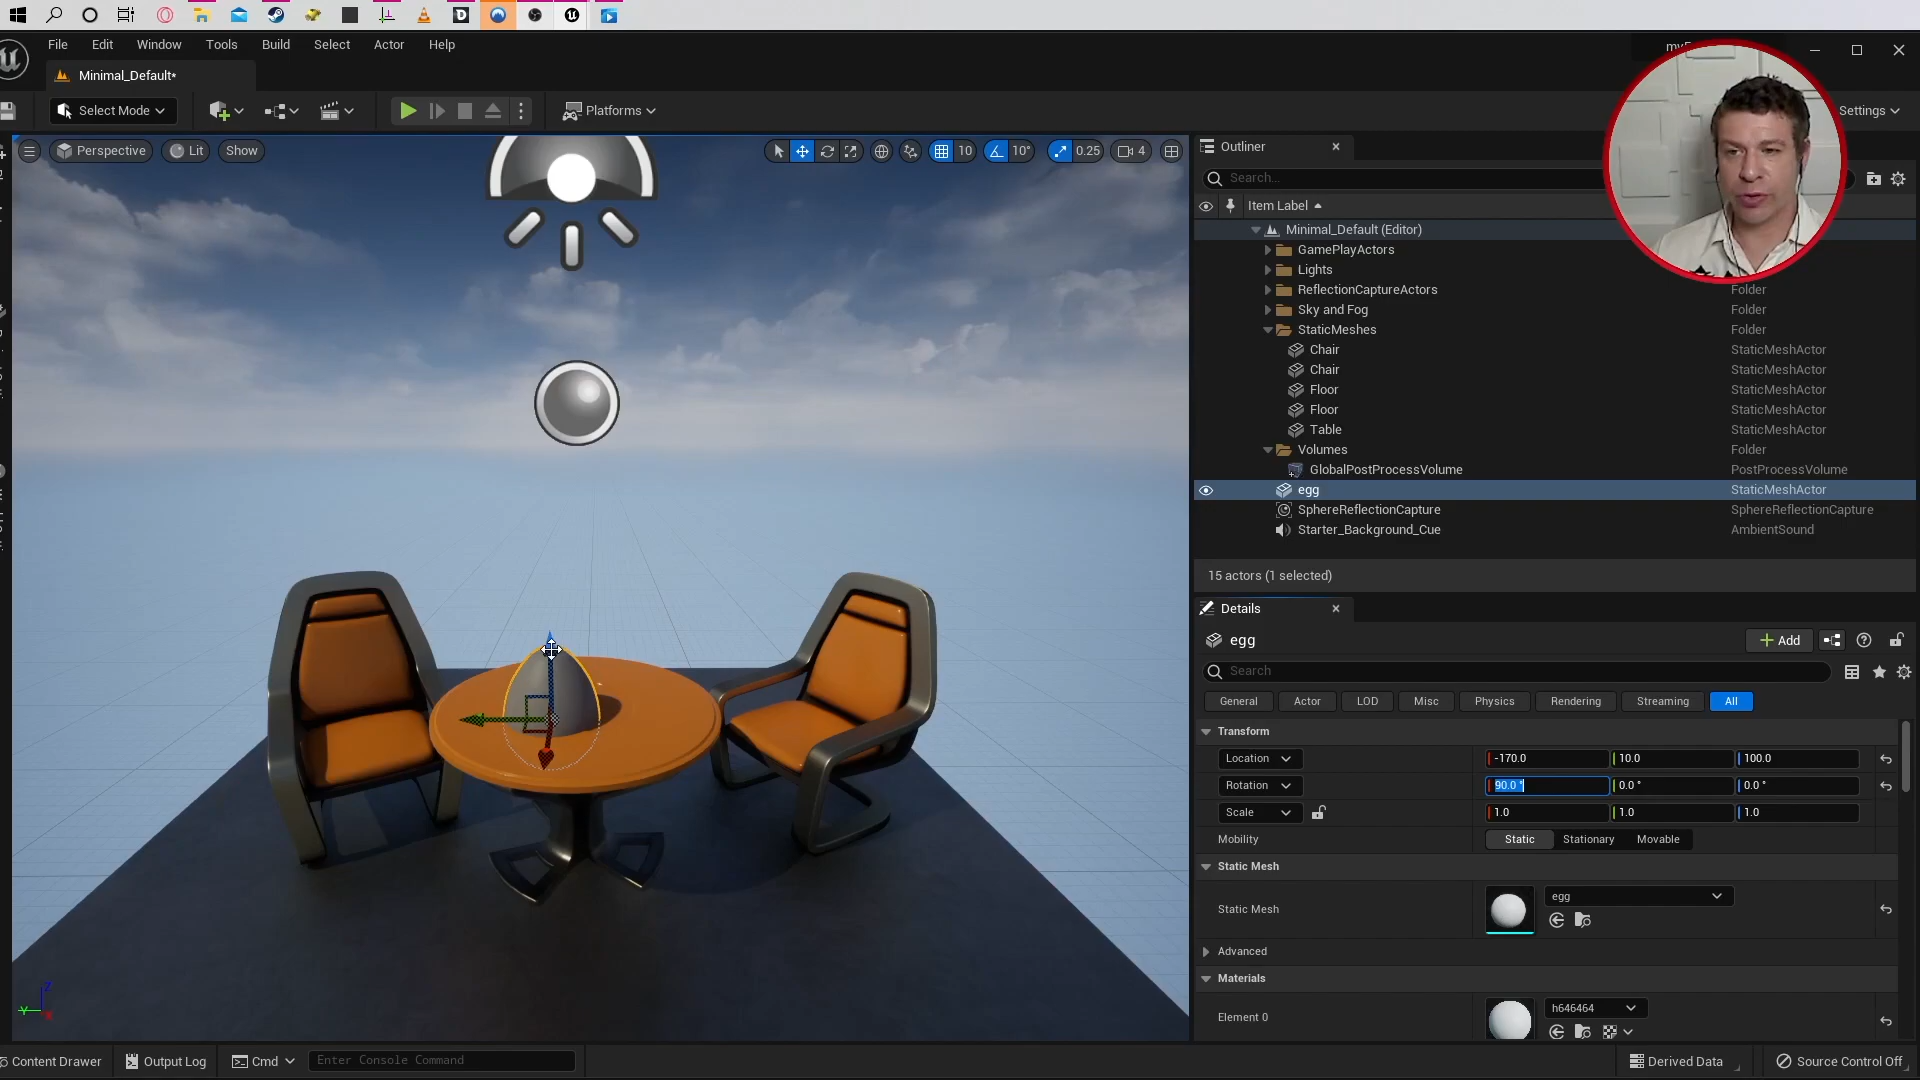 File Edit Window Tools Build Select Actor Help
Minimal_Default*
Select Mode
Platforms
Settings
Perspective Lit Show
10 10° 0.25 4
Outliner
Search...
Item Label
Minimal_Default (Editor)
GamePlayActors
Lights
ReflectionCaptureActors Folder
Sky and Fog Folder
StaticMeshes Folder
Chair StaticMeshActor
Chair StaticMeshActor
Floor StaticMeshActor
Floor StaticMeshActor
Table StaticMeshActor
Volumes Folder
GlobalPostProcessVolume PostProcessVolume
egg StaticMeshActor
SphereReflectionCapture SphereReflectionCapture
Starter_Background_Cue AmbientSound
15 actors (1 selected)
Details
egg
Add
Search
General Actor LOD Misc Physics Rendering Streaming All
Transform
Location -170.0 10.0 100.0
Rotation 90.0 ° 0.0 ° 0.0 °
Scale 1.0 1.0 1.0
Mobility Static Stationary Movable
Static Mesh
Static Mesh egg
Advanced
Materials
Element 0 h646464
Z
Y
X
Content Drawer Output Log Cmd Enter Console Command Derived Data Source Control Off